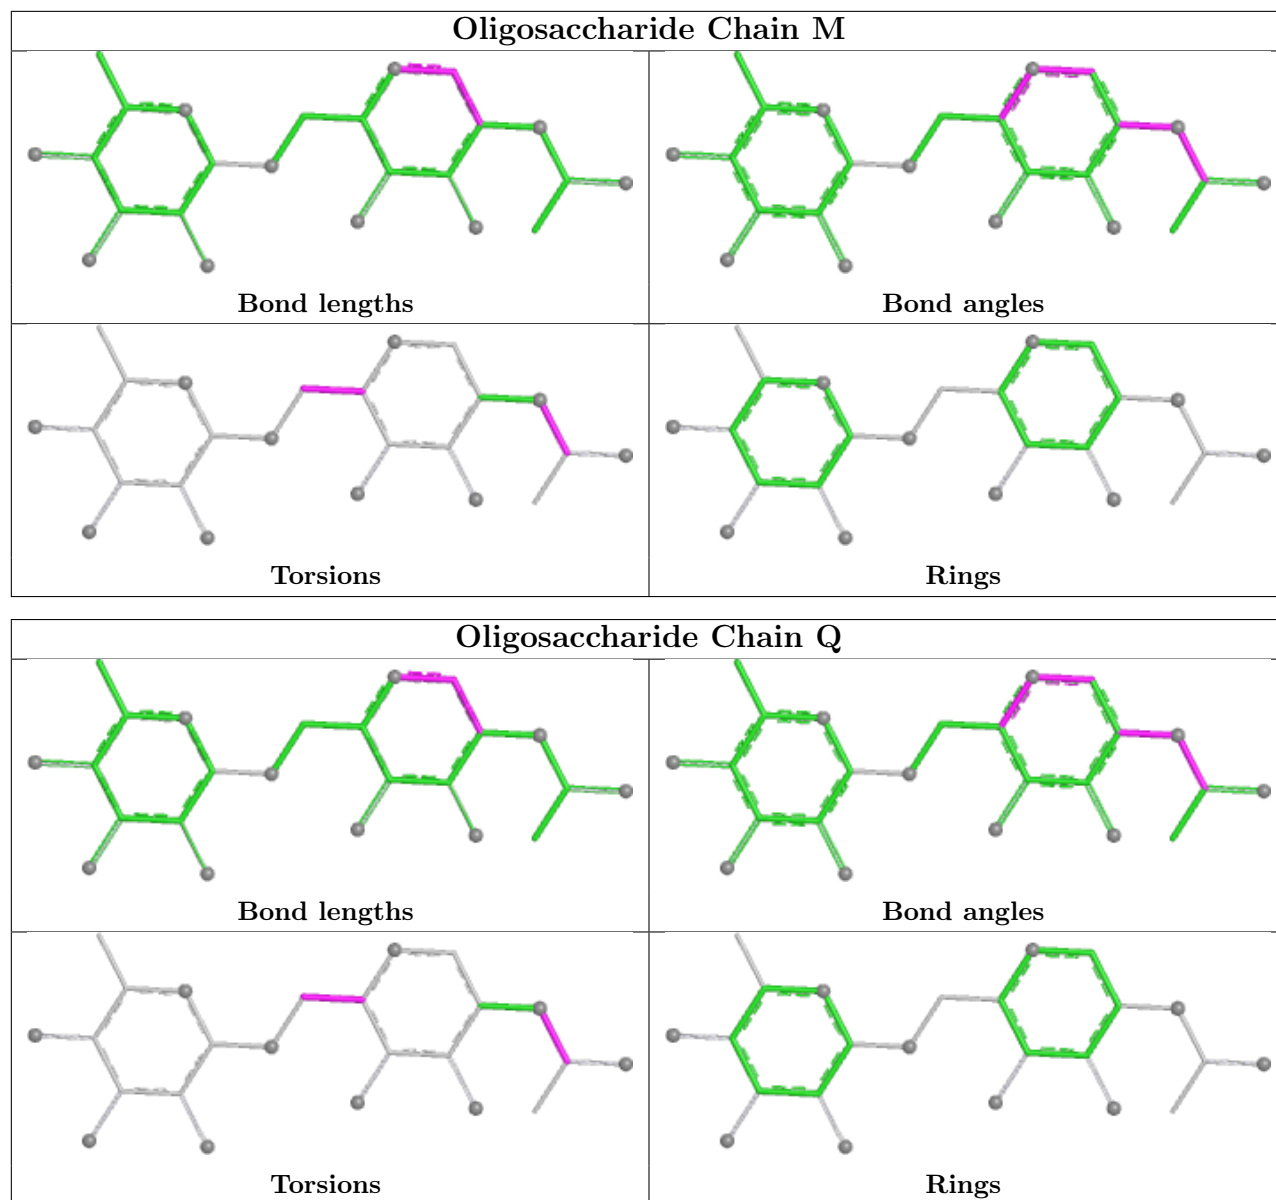 Oligosaccharide Chain M
Bond lengths
Bond angles
Torsions
Rings
Oligosaccharide Chain Q
Bond lengths
Bond angles
Torsions
Rings